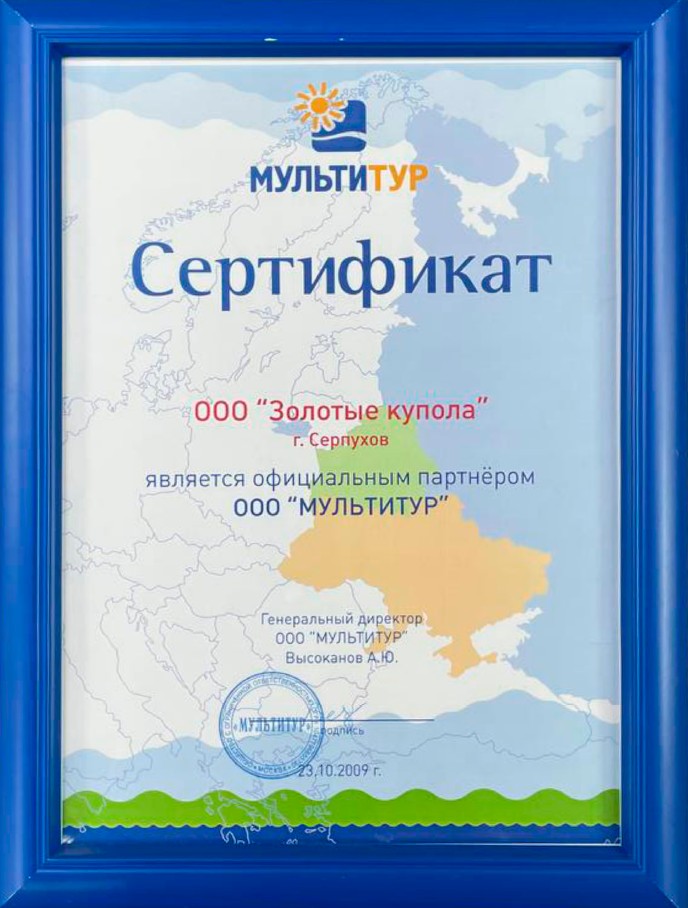 МУЛЬТИТУР
Сертификат
ООО “Золотые купола”
г. Серпухов
является официальным партнёром
ООО “МУЛЬТИТУР”
Генеральный директор
ООО “МУЛЬТИТУР”
Высоканов А.Ю.
МУЛЬТИТУР
подпись
23.10.2009 г.